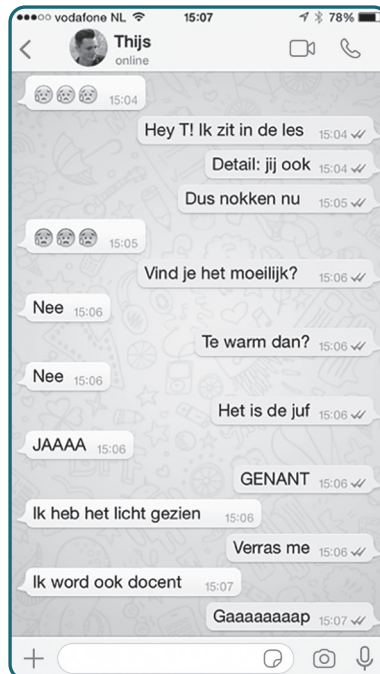 ●●●○○ vodafone NL 15:07 78%
Thijs
online
😥😥😥 15:04
Hey T! Ik zit in de les 15:04
Detail: jij ook 15:04
Dus nokken nu 15:05
😥😥😥 15:05
Vind je het moeilijk? 15:06
Nee 15:06
Te warm dan? 15:06
Nee 15:06
Het is de juf 15:06
JAAAA 15:06
GENANT 15:06
Ik heb het licht gezien 15:06
Verras me 15:06
Ik word ook docent 15:07
Gaaaaaaaap 15:07